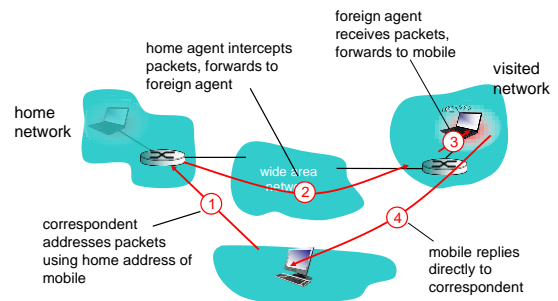 foreign agent
receives packets,
forwards to mobile
home agent intercepts
packets, forwards to
foreign agent
visited
network
home
network
3
wide area
network
2
1
4
correspondent
addresses packets
using home address of
mobile
mobile replies
directly to
correspondent